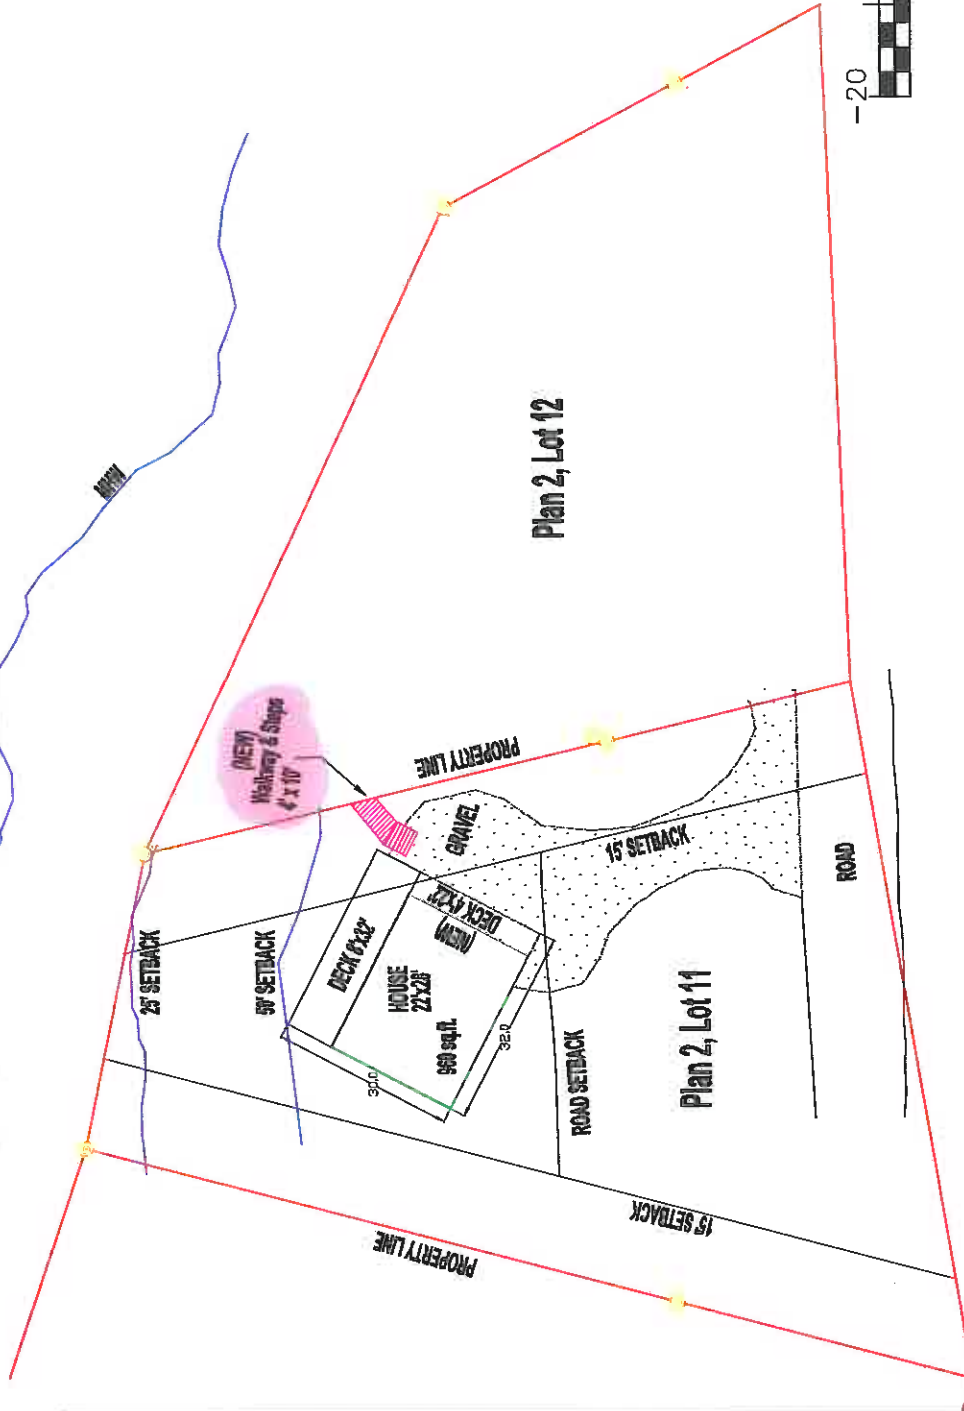 -20
MHW
Plan 2, Lot 12
(NEW)
Walkway & Steps
4' x 10'
PROPERTY LINE
GRAVEL
15' SETBACK
ROAD
25' SETBACK
50' SETBACK
DECK 8'x32'
DECK 4'x22'
(NEW)
HOUSE
22'x28'
960 sq.ft.
30.0
32.0
ROAD SETBACK
Plan 2, Lot 11
15' SETBACK
PROPERTY LINE